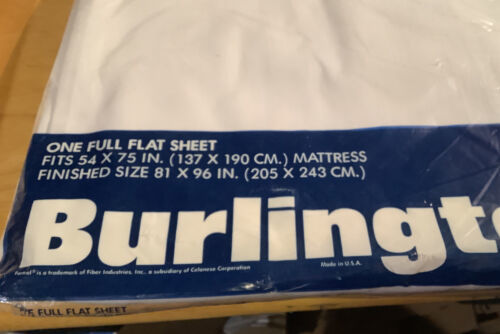 ONE FULL FLAT SHEET
FITS 54 X 75 IN. (137 X 190 CM.) MATTRESS
FINISHED SIZE 81 X 96 IN. (205 X 243 CM.)
Burlingt
is a trademark of Fiber Industries, Inc., a subsidiary of Celanese Corporation
Made in U.S.A.
FULL FLAT SHEET